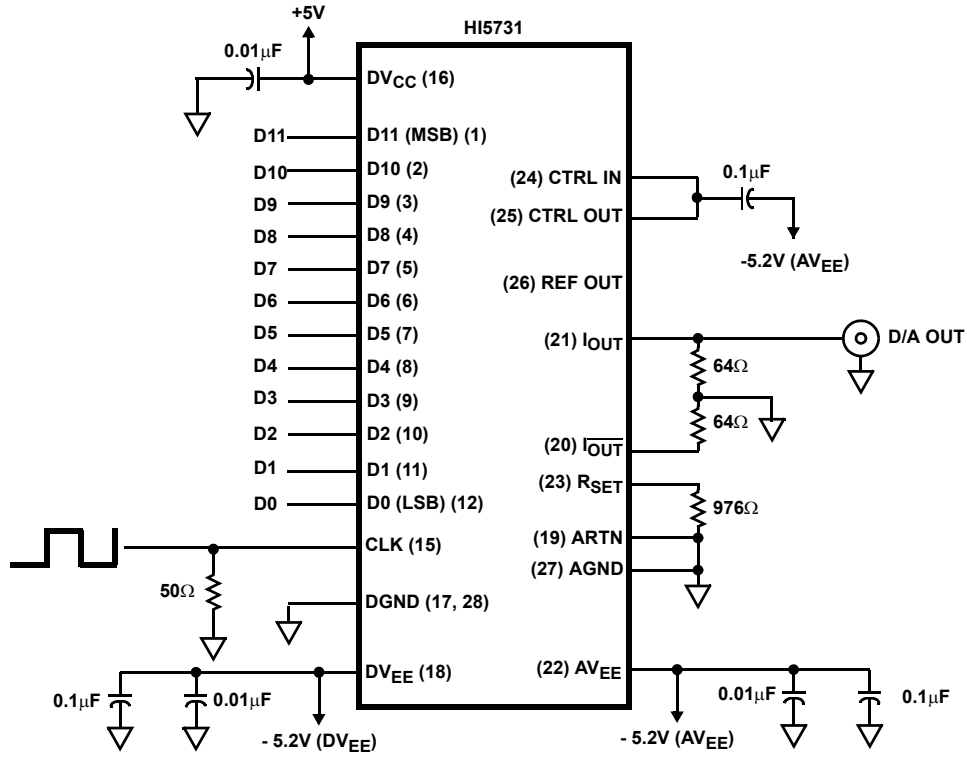 HI5731
+5V
0.01µF
DVCC (16)
D11
D11 (MSB) (1)
D10
D10 (2)
D9
D9 (3)
D8
D8 (4)
D7
D7 (5)
D6
D6 (6)
D5
D5 (7)
D4
D4 (8)
D3
D3 (9)
D2
D2 (10)
D1
D1 (11)
D0
D0 (LSB) (12)
CLK (15)
50Ω
DGND (17, 28)
DVEE (18)
0.1µF
0.01µF
- 5.2V (DVEE)
(24) CTRL IN
(25) CTRL OUT
0.1µF
-5.2V (AVEE)
(26) REF OUT
(21) IOUT
D/A OUT
64Ω
64Ω
(20) I̅O̅U̅T̅
(23) RSET
976Ω
(19) ARTN
(27) AGND
(22) AVEE
- 5.2V (AVEE)
0.01µF
0.1µF